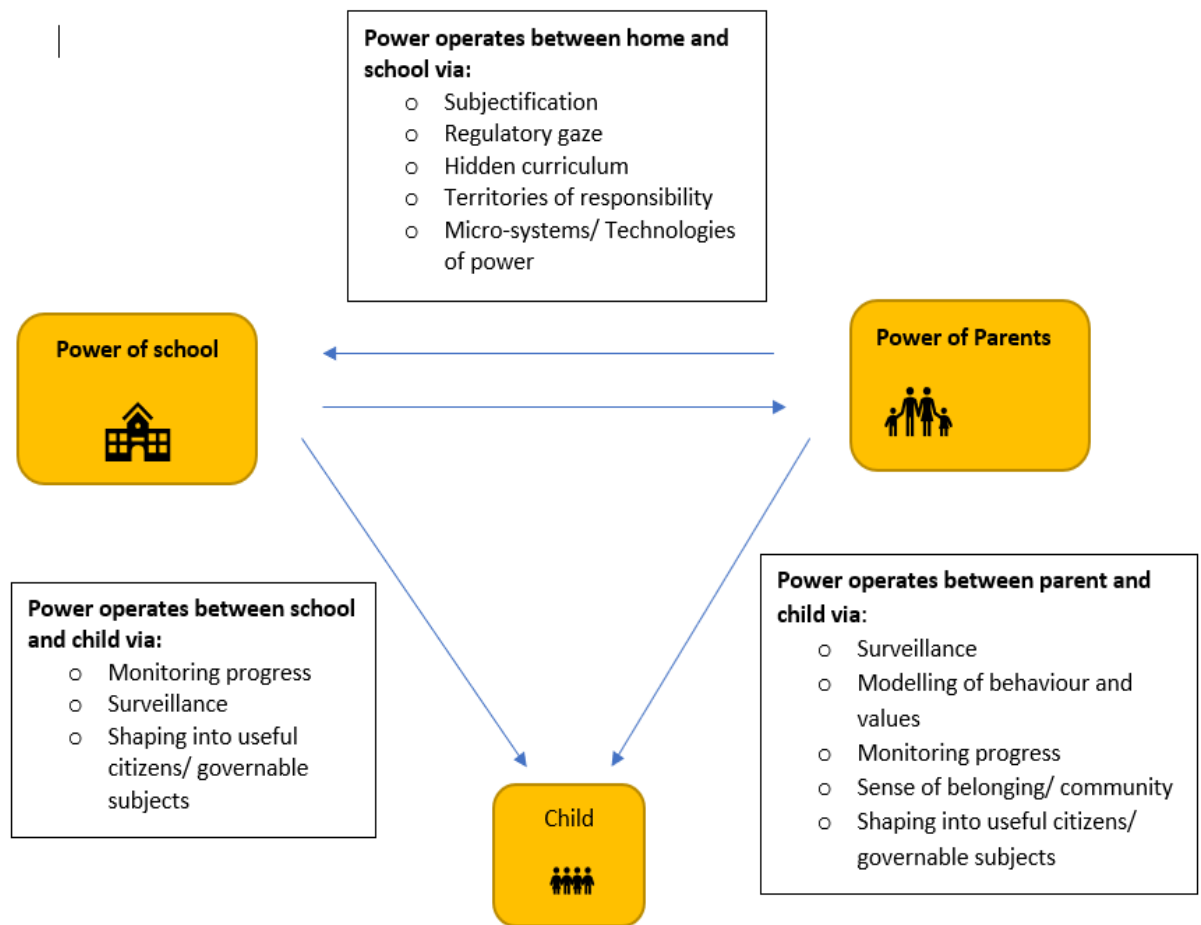 Power operates between home and
school via:
o Subjectification
o Regulatory gaze
o Hidden curriculum
o Territories of responsibility
o Micro-systems/ Technologies
of power
Power of school
Power of Parents
Power operates between school
and child via:
o Monitoring progress
o Surveillance
o Shaping into useful
citizens/ governable
subjects
Power operates between parent and
child via:
o Surveillance
o Modelling of behaviour and
values
o Monitoring progress
o Sense of belonging/ community
o Shaping into useful citizens/
governable subjects
Child